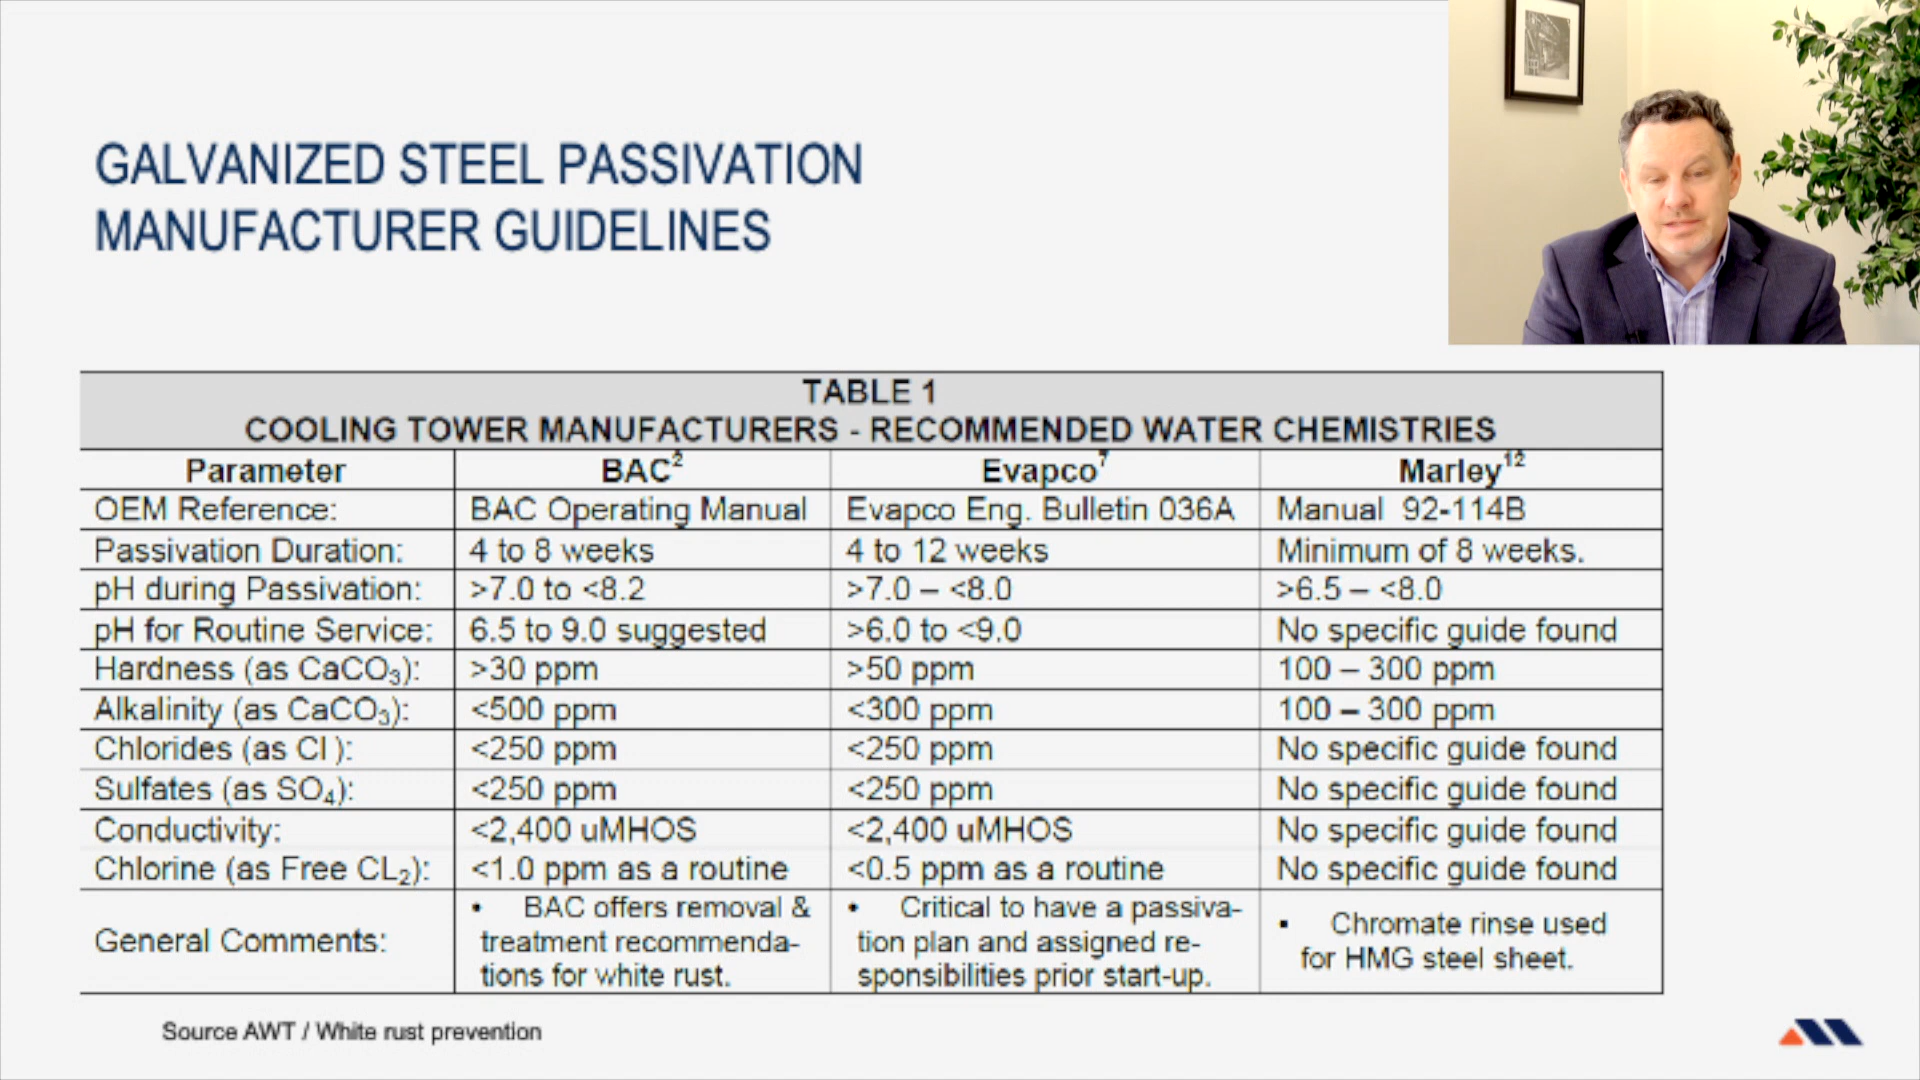 GALVANIZED STEEL PASSIVATION
MANUFACTURER GUIDELINES
TABLE 1
COOLING TOWER MANUFACTURERS - RECOMMENDED WATER CHEMISTRIES
Parameter BAC² Evapco⁷ Marley¹²
OEM Reference: BAC Operating Manual Evapco Eng. Bulletin 036A Manual 92-114B
Passivation Duration: 4 to 8 weeks 4 to 12 weeks Minimum of 8 weeks.
pH during Passivation: >7.0 to <8.2 >7.0 – <8.0 >6.5 – <8.0
pH for Routine Service: 6.5 to 9.0 suggested >6.0 to <9.0 No specific guide found
Hardness (as CaCO₃): >30 ppm >50 ppm 100 – 300 ppm
Alkalinity (as CaCO₃): <500 ppm <300 ppm 100 – 300 ppm
Chlorides (as Cl ): <250 ppm <250 ppm No specific guide found
Sulfates (as SO₄): <250 ppm <250 ppm No specific guide found
Conductivity: <2,400 uMHOS <2,400 uMHOS No specific guide found
Chlorine (as Free CL₂): <1.0 ppm as a routine <0.5 ppm as a routine No specific guide found
General Comments:
• BAC offers removal &
treatment recommenda-
tions for white rust.
• Critical to have a passiva-
tion plan and assigned re-
sponsibilities prior start-up.
▪ Chromate rinse used
for HMG steel sheet.
Source AWT / White rust prevention